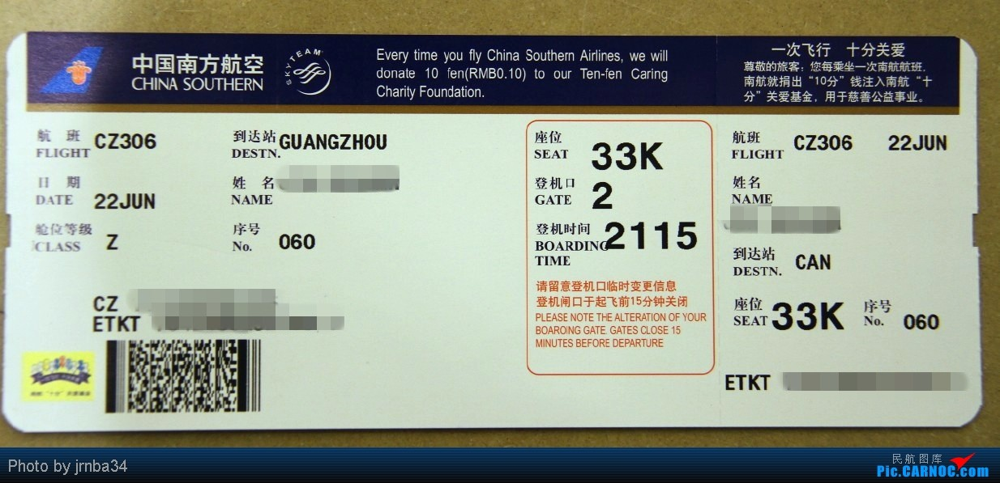 中国南方航空
CHINA SOUTHERN
SKYTEAM
Every time you fly China Southern Airlines, we will
donate 10 fen(RMB0.10) to our Ten-fen Caring
Charity Foundation.
一次飞行 十分关爱
尊敬的旅客：您每乘坐一次南航航班，
南航就捐出“10分”钱注入南航“十
分”关爱基金，用于慈善公益事业。
航 班 CZ306 到达站 GUANGZHOU
FLIGHT DESTN.
日 期 姓 名
DATE 22JUN NAME
舱位等级 序号
CLASS Z No. 060
CZ
ETKT
座位
SEAT 33K
登机口
GATE 2
登机时间
BOARDING 2115
TIME
请留意登机口临时变更信息
登机闸口于起飞前15分钟关闭
PLEASE NOTE THE ALTERATION OF YOUR
BOAROING GATE. GATES CLOSE 15
MINUTES BEFORE DEPARTURE
航班
FLIGHT CZ306 22JUN
姓名
NAME
到达站
DESTN. CAN
座位 序号
SEAT 33K No. 060
ETKT
Photo by jrnba34
民航图库
Pic.CARNOC.com